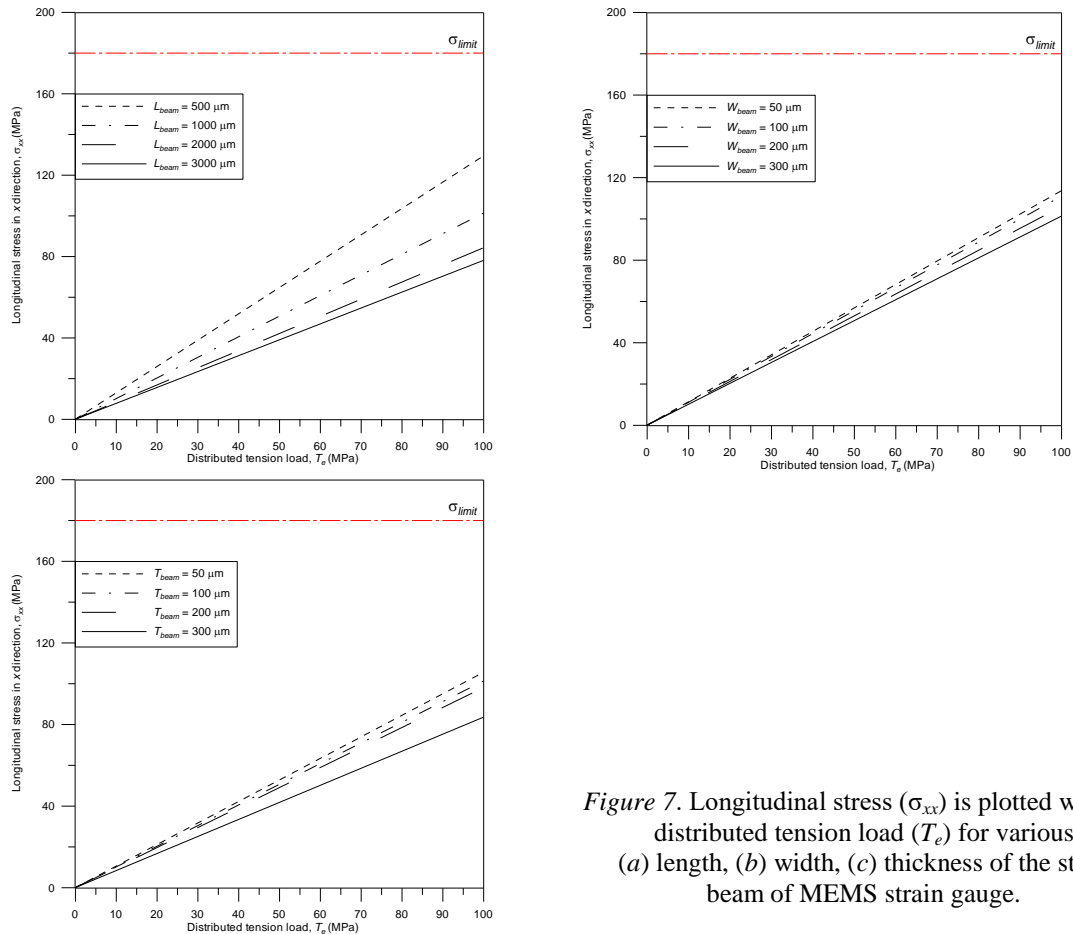 200
160
120
80
40
0
Longitudinal stress in x direction, σxx (MPa)
σlimit
Lbeam = 500 μm
Lbeam = 1000 μm
Lbeam = 2000 μm
Lbeam = 3000 μm
0 10 20 30 40 50 60 70 80 90 100
Distributed tension load, Te (MPa)
200
160
120
80
40
0
Longitudinal stress in x direction, σxx (MPa)
σlimit
Wbeam = 50 μm
Wbeam = 100 μm
Wbeam = 200 μm
Wbeam = 300 μm
0 10 20 30 40 50 60 70 80 90 100
Distributed tension load, Te (MPa)
200
160
120
80
40
0
Longitudinal stress in x direction, σxx (MPa)
σlimit
Tbeam = 50 μm
Tbeam = 100 μm
Tbeam = 200 μm
Tbeam = 300 μm
0 10 20 30 40 50 60 70 80 90 100
Distributed tension load, Te (MPa)
Figure 7. Longitudinal stress (σxx) is plotted
distributed tension load (Te) for various
(a) length, (b) width, (c) thickness of the
beam of MEMS strain gauge.